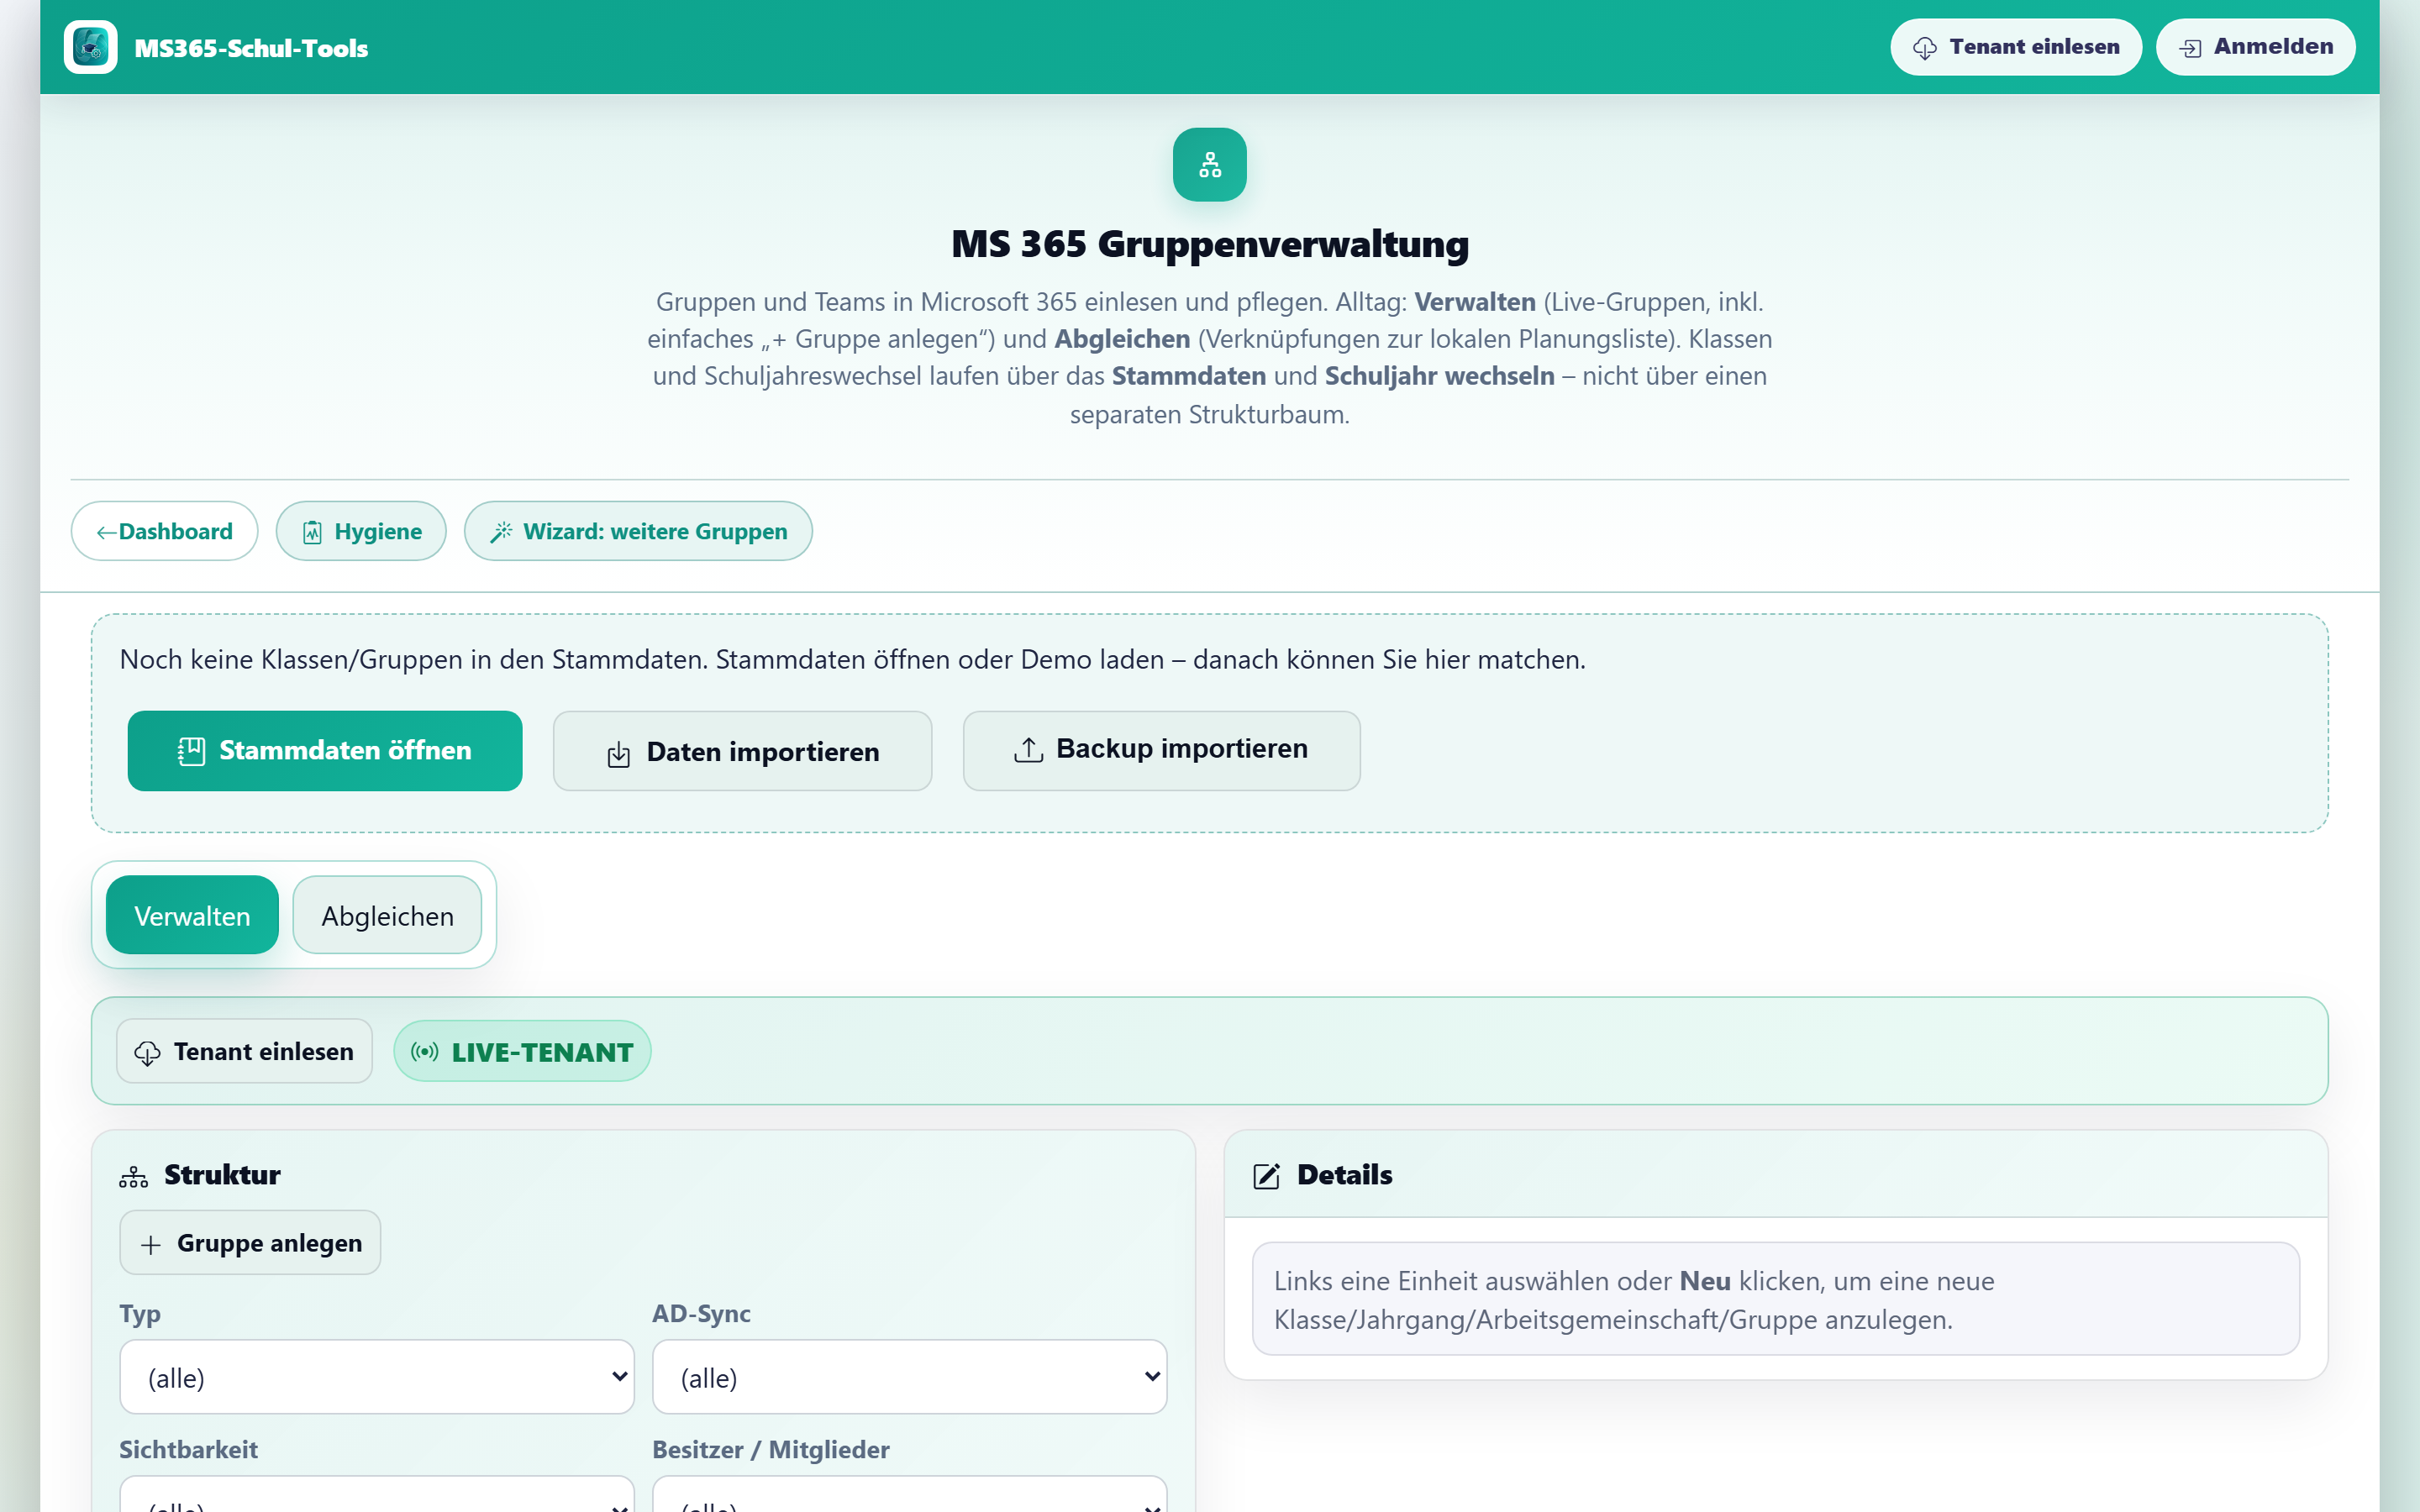 MS365-Schul-Tools
Tenant einlesen
Anmelden
MS 365 Gruppenverwaltung
Gruppen und Teams in Microsoft 365 einlesen und pflegen. Alltag: Verwalten (Live-Gruppen, inkl.
einfaches „+ Gruppe anlegen“) und Abgleichen (Verknüpfungen zur lokalen Planungsliste). Klassen
und Schuljahreswechsel laufen über das Stammdaten und Schuljahr wechseln – nicht über einen
separaten Strukturbaum.
←Dashboard
Hygiene
Wizard: weitere Gruppen
Noch keine Klassen/Gruppen in den Stammdaten. Stammdaten öffnen oder Demo laden – danach können Sie hier matchen.
Stammdaten öffnen
Daten importieren
Backup importieren
Verwalten
Abgleichen
Tenant einlesen
LIVE-TENANT
Struktur
+ Gruppe anlegen
Typ
AD-Sync
(alle)
(alle)
Sichtbarkeit
Besitzer / Mitglieder
(alle)
(alle)
Details
Links eine Einheit auswählen oder Neu klicken, um eine neue
Klasse/Jahrgang/Arbeitsgemeinschaft/Gruppe anzulegen.